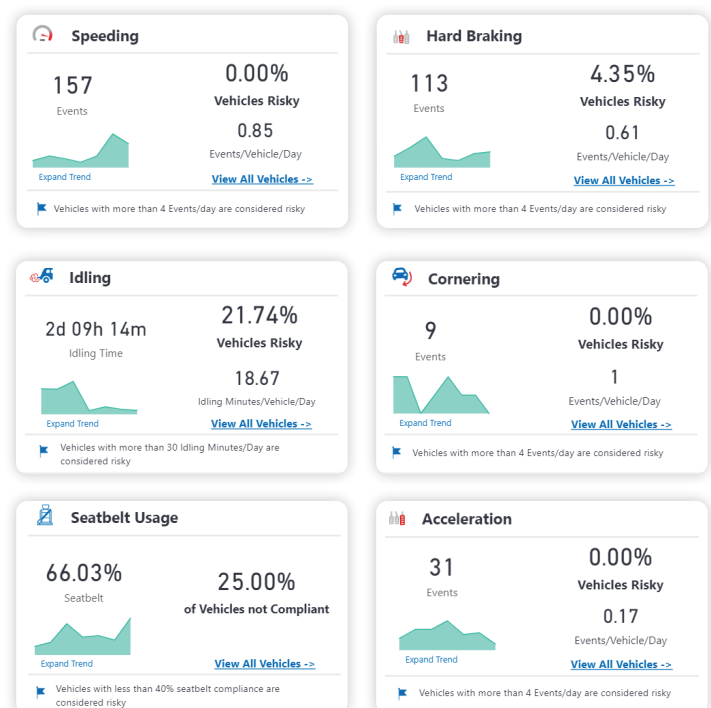 Speeding
157
Events
0.00%
Vehicles Risky
0.85
Events/Vehicle/Day
Expand Trend
View All Vehicles ->
Vehicles with more than 4 Events/day are considered risky
Hard Braking
113
Events
4.35%
Vehicles Risky
0.61
Events/Vehicle/Day
Expand Trend
View All Vehicles ->
Vehicles with more than 4 Events/day are considered risky
Idling
2d 09h 14m
Idling Time
21.74%
Vehicles Risky
18.67
Idling Minutes/Vehicle/Day
Expand Trend
View All Vehicles ->
Vehicles with more than 30 Idling Minutes/Day are
considered risky
Cornering
9
Events
0.00%
Vehicles Risky
1
Events/Vehicle/Day
Expand Trend
View All Vehicles ->
Vehicles with more than 4 Events/day are considered risky
Seatbelt Usage
66.03%
Seatbelt
25.00%
of Vehicles not Compliant
Expand Trend
View All Vehicles ->
Vehicles with less than 40% seatbelt compliance are
considered risky
Acceleration
31
Events
0.00%
Vehicles Risky
0.17
Events/Vehicle/Day
Expand Trend
View All Vehicles ->
Vehicles with more than 4 Events/day are considered risky